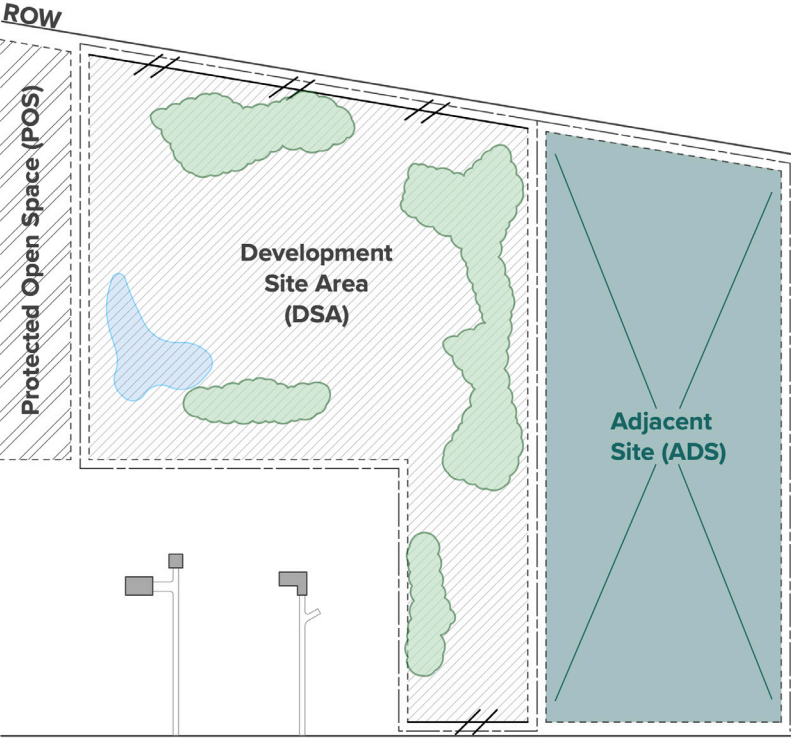 ROW
Protected Open Space (POS)
Development
Site Area
(DSA)
Adjacent
Site (ADS)